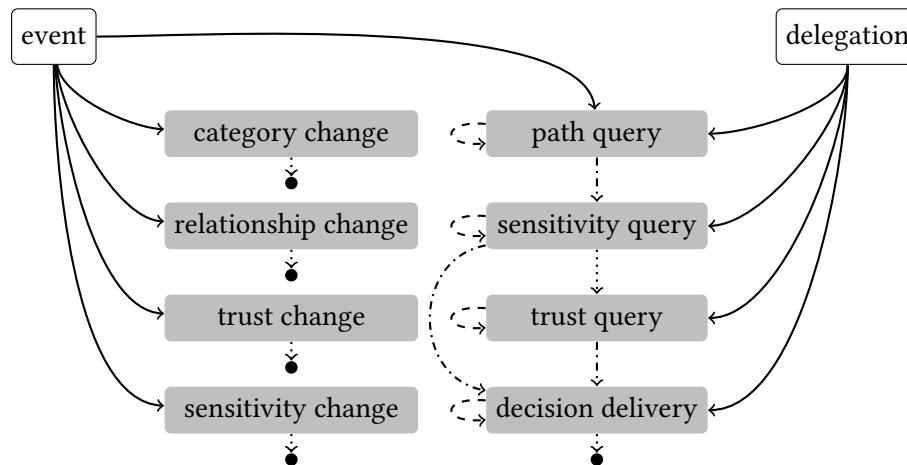 event
delegation
category change
path query
relationship change
sensitivity query
trust change
trust query
sensitivity change
decision delivery